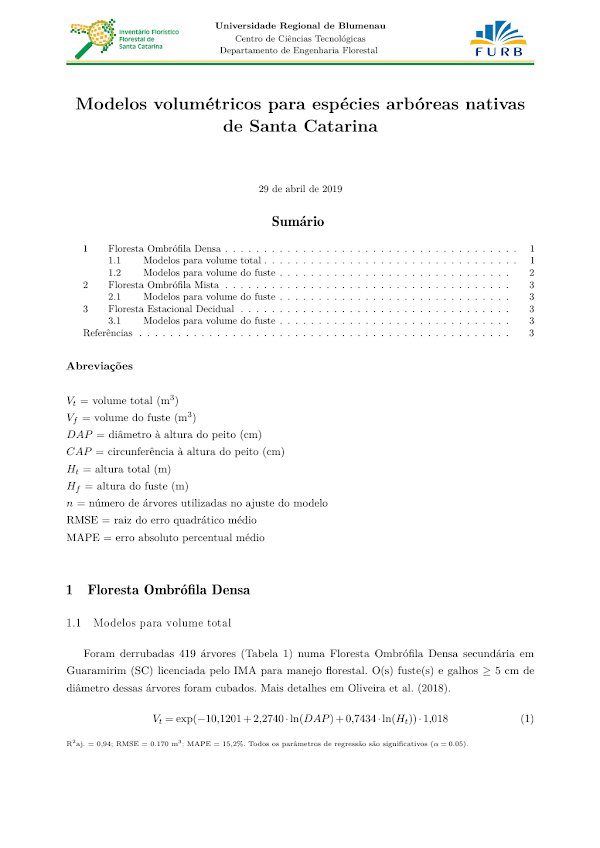 Inventário Florístico
Florestal de
Santa Catarina
Universidade Regional de Blumenau
Centro de Ciências Tecnológicas
Departamento de Engenharia Florestal
FURB
Modelos volumétricos para espécies arbóreas nativas
de Santa Catarina
29 de abril de 2019
Sumário
1 Floresta Ombrófila Densa . . . . . . . . . . . . . . . . . . . . . . . . . . . . . . . . . . . . . . 1
1.1 Modelos para volume total . . . . . . . . . . . . . . . . . . . . . . . . . . . . . . . . . 1
1.2 Modelos para volume do fuste . . . . . . . . . . . . . . . . . . . . . . . . . . . . . . 2
2 Floresta Ombrófila Mista . . . . . . . . . . . . . . . . . . . . . . . . . . . . . . . . . . . . . 3
2.1 Modelos para volume do fuste . . . . . . . . . . . . . . . . . . . . . . . . . . . . . . 3
3 Floresta Estacional Decidual . . . . . . . . . . . . . . . . . . . . . . . . . . . . . . . . . . . 3
3.1 Modelos para volume do fuste . . . . . . . . . . . . . . . . . . . . . . . . . . . . . . 3
Referências . . . . . . . . . . . . . . . . . . . . . . . . . . . . . . . . . . . . . . . . . . . . . . . . 3
Abreviações
Vₜ = volume total (m³)
V_f = volume do fuste (m³)
DAP = diâmetro à altura do peito (cm)
CAP = circunferência à altura do peito (cm)
Hₜ = altura total (m)
H_f = altura do fuste (m)
n = número de árvores utilizadas no ajuste do modelo
RMSE = raiz do erro quadrático médio
MAPE = erro absoluto percentual médio
1 Floresta Ombrófila Densa
1.1 Modelos para volume total
Foram derrubadas 419 árvores (Tabela 1) numa Floresta Ombrófila Densa secundária em
Guaramirim (SC) licenciada pelo IMA para manejo florestal. O(s) fuste(s) e galhos ≥ 5 cm de
diâmetro dessas árvores foram cubados. Mais detalhes em Oliveira et al. (2018).
Vₜ = exp(−10,1201 + 2,2740 · ln(DAP) + 0,7434 · ln(Hₜ)) · 1,018 (1)
R²aj. = 0,94; RMSE = 0.170 m³; MAPE = 15,2%. Todos os parâmetros de regressão são significativos (α = 0.05).